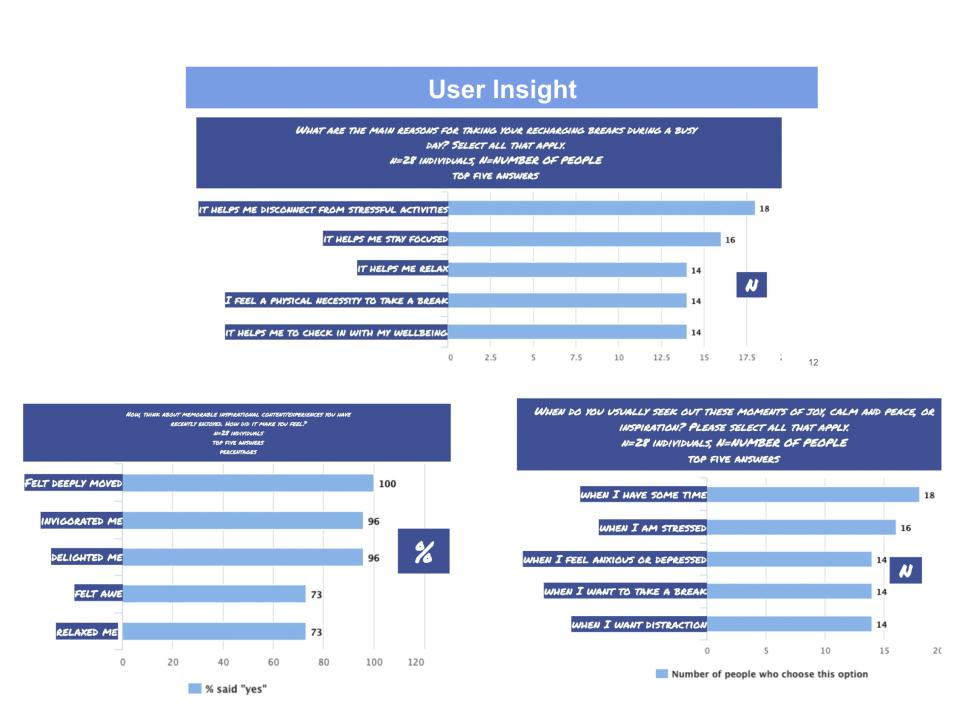 User Insight
What are the main reasons for taking your recharging breaks during a busy
day? Select all that apply.
n=28 individuals, N=number of people
top five answers
it helps me disconnect from stressful activities
18
it helps me stay focused
16
it helps me relax
14
N
I feel a physical necessity to take a break
14
it helps me to check in with my wellbeing
14
0 2.5 5 7.5 10 12.5 15 17.5
12
Now, think about memorable inspirational content/experiences you have
recently enjoyed. How did it make you feel?
n=28 individuals
top five answers
percentages
Felt deeply moved
100
invigorated me
96
delighted me
96
%
felt awe
73
relaxed me
73
0 20 40 60 80 100 120
% said "yes"
When do you usually seek out these moments of joy, calm and peace, or
inspiration? Please select all that apply.
n=28 individuals, N=number of people
top five answers
when I have some time
18
when I am stressed
16
when I feel anxious or depressed
14
N
when I want to take a break
14
when I want distraction
14
0 5 10 15
Number of people who choose this option